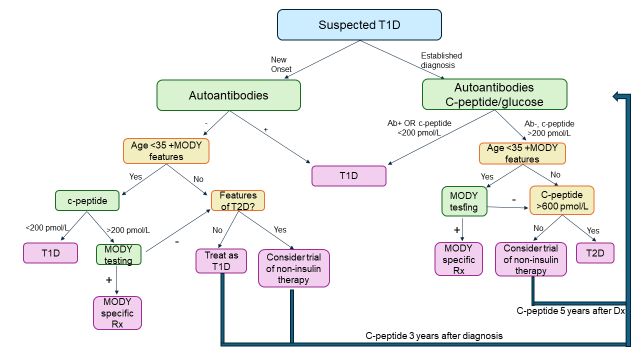 Suspected T1D
New
Onset
Established
diagnosis
Autoantibodies
Autoantibodies
C-peptide/glucose
-
+
Ab+ OR c-peptide
<200 pmol/L
Ab-, c-peptide
>200 pmol/L
Age <35 +MODY
features
T1D
Age <35 +MODY
features
Yes
No
Yes
No
c-peptide
Features
of T2D?
MODY
testing
-
C-peptide
>600 pmol/L
<200 pmol/L
>200 pmol/L
-
No
Yes
+
No
Yes
T1D
MODY
testing
Treat as
T1D
Consider trial
of non-insulin
therapy
MODY
specific
Rx
Consider trial
of non-insulin
therapy
T2D
+
MODY
specific
Rx
C-peptide 5 years after Dx
C-peptide 3 years after diagnosis